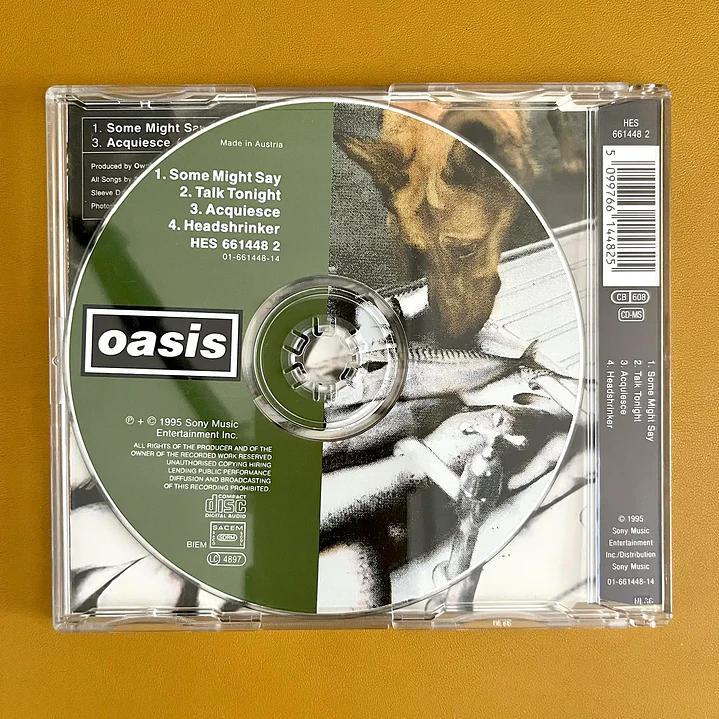 1. Some Might Say
3. Acquiesce
Produced by
All Songs by
Sleeve D
Made in Austria
1. Some Might Say
2. Talk Tonight
3. Acquiesce
4. Headshrinker
HES 661448 2
01-661448-14
oasis
℗ + © 1995 Sony Music
Entertainment Inc.
ALL RIGHTS OF THE PRODUCER AND OF THE
OWNER OF THE RECORDED WORK RESERVED
UNAUTHORISED COPYING HIRING
LENDING PUBLIC PERFORMANCE
DIFFUSION AND BROADCASTING
OF THIS RECORDING PROHIBITED.
COMPACT
disc
DIGITAL AUDIO
BIEM
SACEM
SDRM
LC 4897
HES
661448 2
5 099766 144825
CB 608
CD-MS
1. Some Might Say
2. Talk Tonight
3. Acquiesce
4. Headshrinker
© 1995
Sony Music
Entertainment
Inc./Distribution
Sony Music
01-661448-14